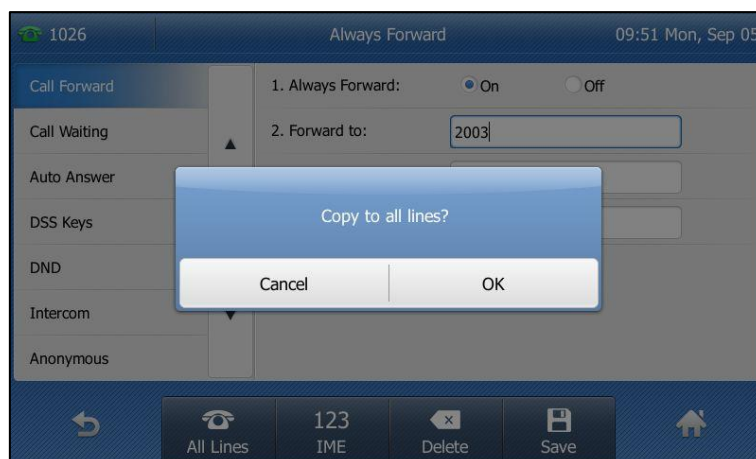 1026
Always Forward
09:51 Mon, Sep 05
Call Forward
Call Waiting
Auto Answer
DSS Keys
DND
Intercom
Anonymous
1. Always Forward:
On
Off
2. Forward to:
2003
Copy to all lines?
Cancel
OK
All Lines
123
IME
Delete
Save